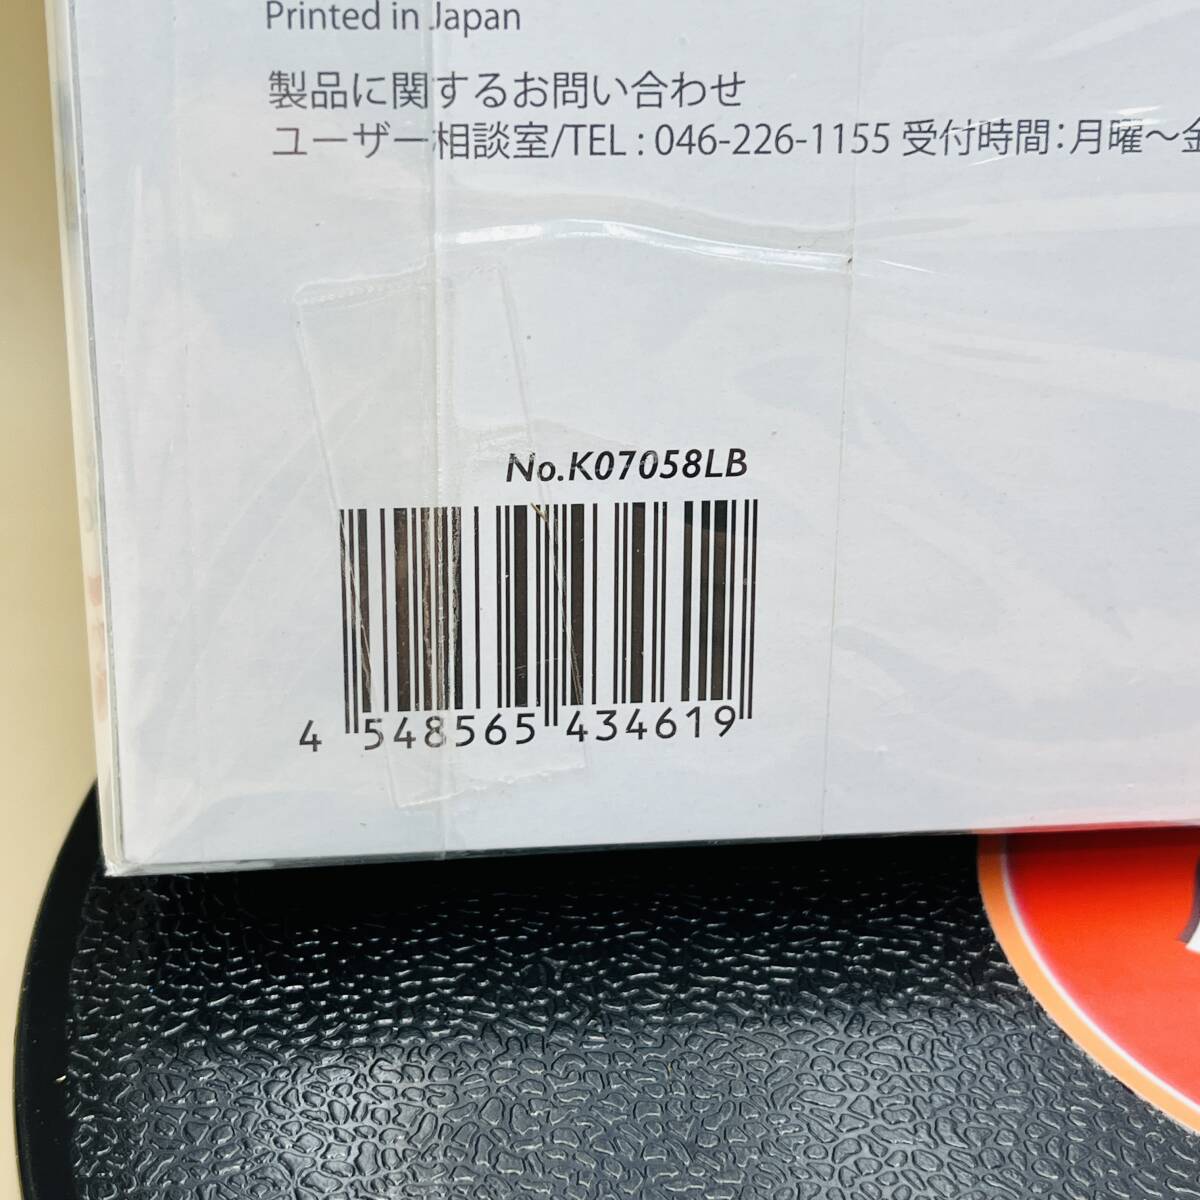 Printed in Japan
製品に関するお問い合わせ
ユーザー相談室/TEL : 046-226-1155 受付時間：月曜～金
No.K07058LB
4 548565 434619